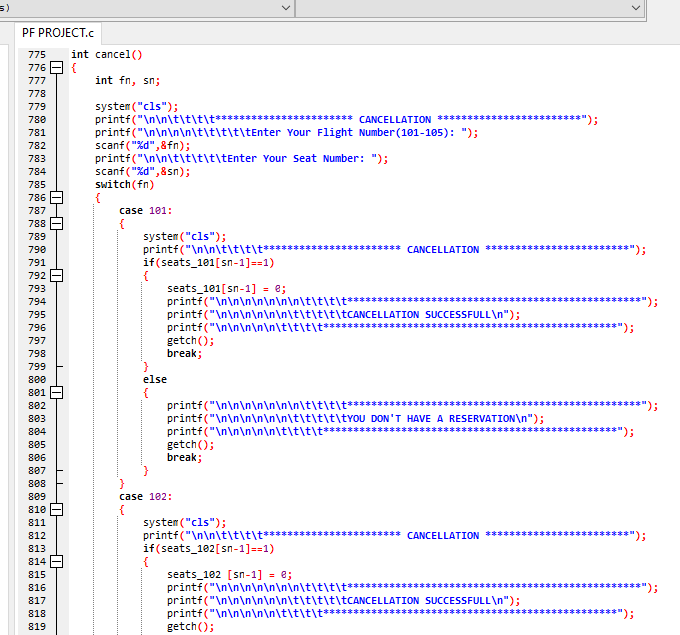 s)
PF PROJECT.c
775 int cancel()
776 {
777 int fn, sn;
778
779 system("cls");
780 printf("\n\n\t\t\t\t*********************** CANCELLATION ************************");
781 printf("\n\n\n\n\t\t\t\t\tEnter Your Flight Number(101-105): ");
782 scanf("%d",&fn);
783 printf("\n\n\t\t\t\t\tEnter Your Seat Number: ");
784 scanf("%d",&sn);
785 switch(fn)
786 {
787 case 101:
788 {
789 system("cls");
790 printf("\n\n\t\t\t\t*********************** CANCELLATION ************************");
791 if(seats_101[sn-1]==1)
792 {
793 seats_101[sn-1] = 0;
794 printf("\n\n\n\n\n\n\n\t\t\t\t*************************************************");
795 printf("\n\n\n\n\n\n\t\t\t\t\tCANCELLATION SUCCESSFULL\n");
796 printf("\n\n\n\n\n\t\t\t\t*************************************************");
797 getch();
798 break;
799 }
800 else
801 {
802 printf("\n\n\n\n\n\n\n\t\t\t\t*************************************************");
803 printf("\n\n\n\n\n\n\t\t\t\t\tYOU DON'T HAVE A RESERVATION\n");
804 printf("\n\n\n\n\n\t\t\t\t*************************************************");
805 getch();
806 break;
807 }
808 }
809 case 102:
810 {
811 system("cls");
812 printf("\n\n\t\t\t\t*********************** CANCELLATION ************************");
813 if(seats_102[sn-1]==1)
814 {
815 seats_102 [sn-1] = 0;
816 printf("\n\n\n\n\n\n\n\t\t\t\t*************************************************");
817 printf("\n\n\n\n\n\n\t\t\t\t\tCANCELLATION SUCCESSFULL\n");
818 printf("\n\n\n\n\n\t\t\t\t*************************************************");
819 getch();